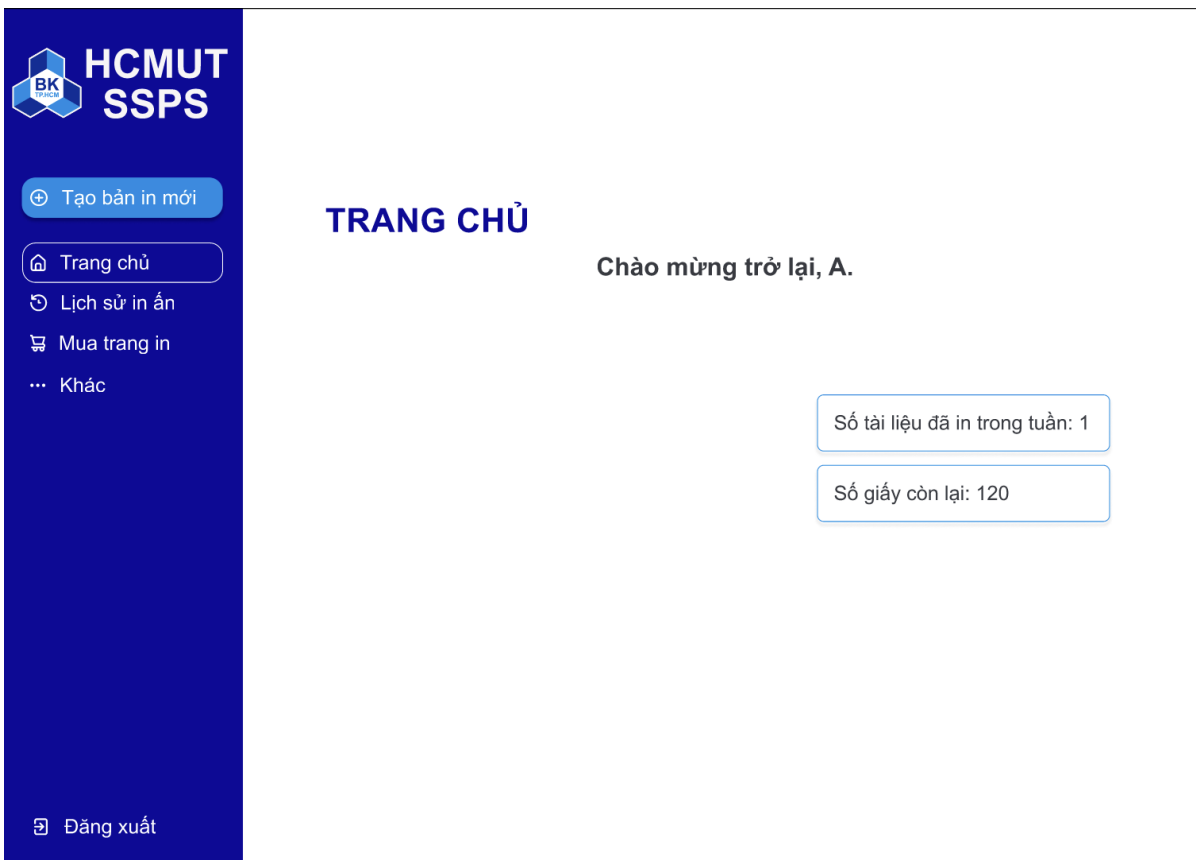 HCMUT
SSPS
BK
TP.HCM
Tạo bản in mới
Trang chủ
Lịch sử in ấn
Mua trang in
Khác
Đăng xuất
TRANG CHỦ
Chào mừng trở lại, A.
Số tài liệu đã in trong tuần: 1
Số giấy còn lại: 120